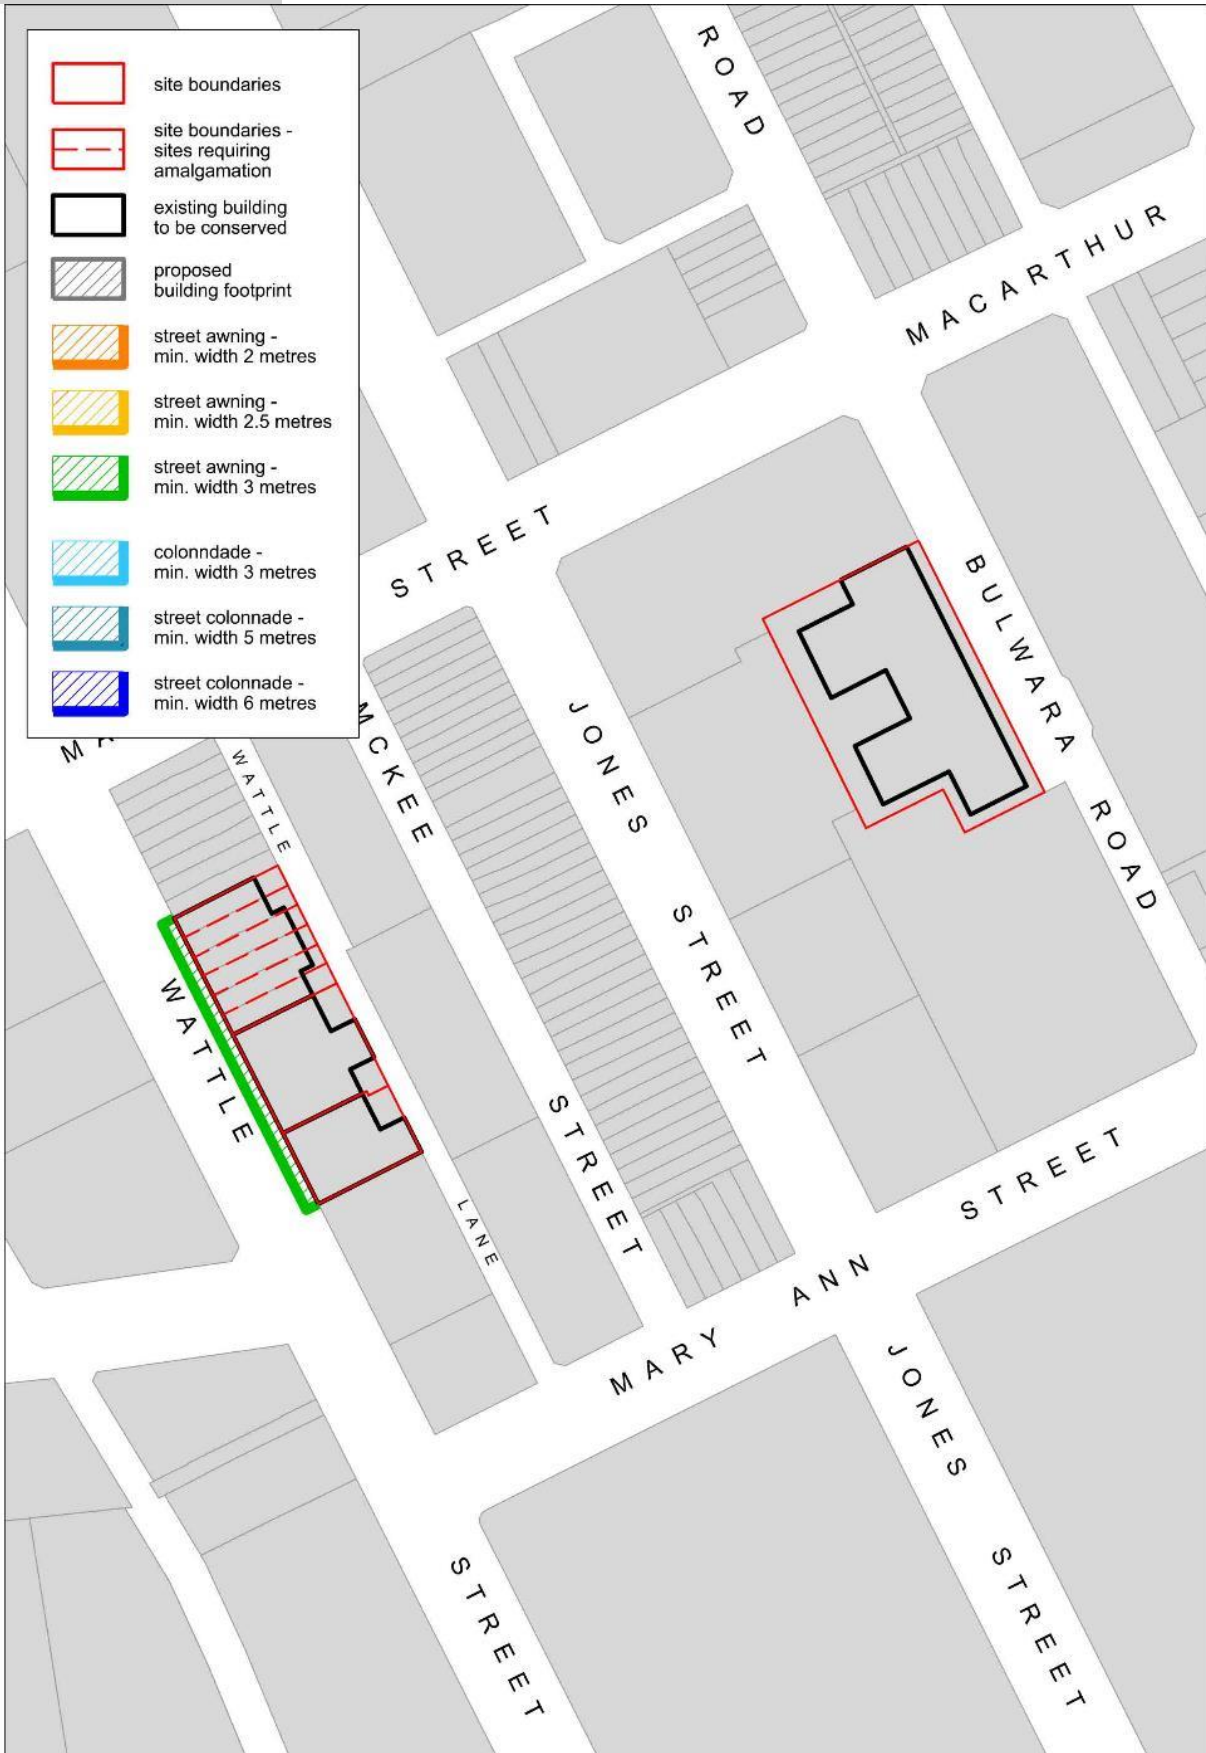 site boundaries
site boundaries -
sites requiring
amalgamation
existing building
to be conserved
proposed
building footprint
street awning -
min. width 2 metres
street awning -
min. width 2.5 metres
street awning -
min. width 3 metres
colonndade -
min. width 3 metres
street colonnade -
min. width 5 metres
street colonnade -
min. width 6 metres
ROAD
MACARTHUR
STREET
BULWARA
ROAD
JONES
STREET
MCKEE
STREET
WATTLE
LANE
WATTLE
STREET
MARY ANN STREET
JONES
STREET